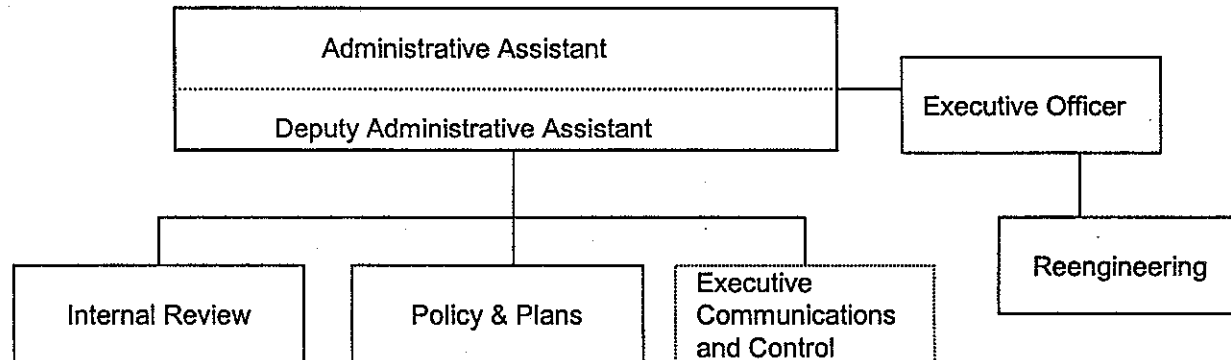 Administrative Assistant
Deputy Administrative Assistant
Executive Officer
Reengineering
Internal Review
Policy & Plans
Executive
Communications
and Control